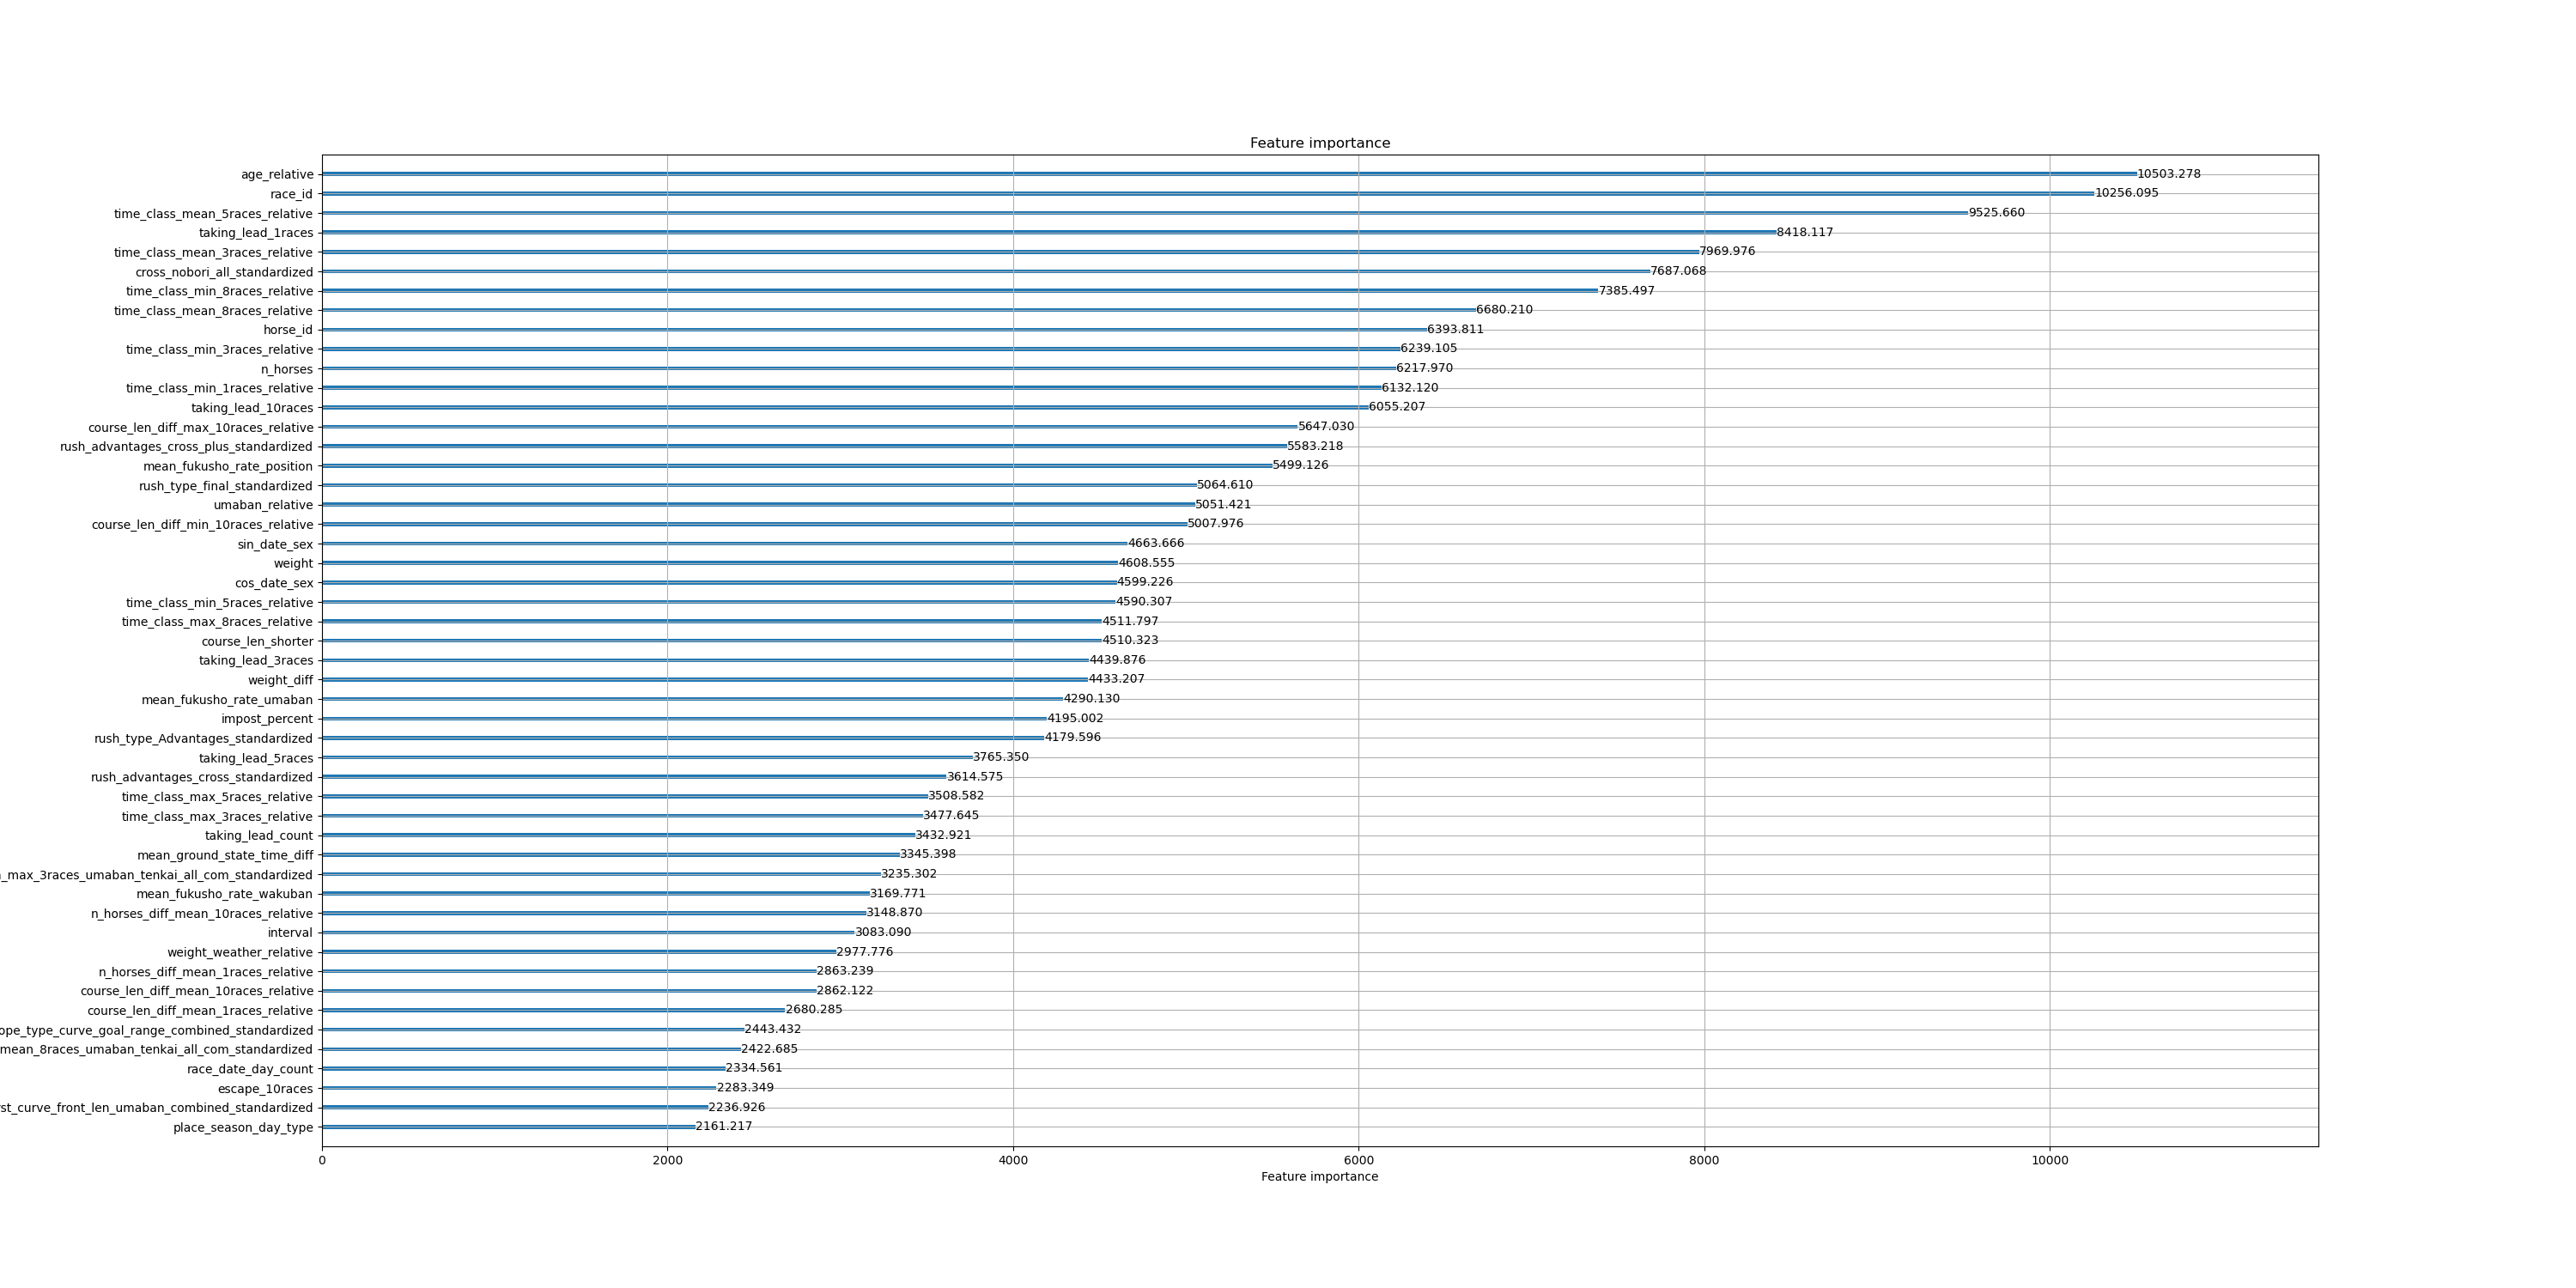 Feature importance
age_relative 10503.278
race_id 10256.095
time_class_mean_5races_relative 9525.660
taking_lead_1races 8418.117
time_class_mean_3races_relative 7969.976
cross_nobori_all_standardized 7687.068
time_class_min_8races_relative 7385.497
time_class_mean_8races_relative 6680.210
horse_id 6393.811
time_class_min_3races_relative 6239.105
n_horses 6217.970
time_class_min_1races_relative 6132.120
taking_lead_10races 6055.207
course_len_diff_max_10races_relative 5647.030
rush_advantages_cross_plus_standardized 5583.218
mean_fukusho_rate_position 5499.126
rush_type_final_standardized 5064.610
umaban_relative 5051.421
course_len_diff_min_10races_relative 5007.976
sin_date_sex 4663.666
weight 4608.555
cos_date_sex 4599.226
time_class_min_5races_relative 4590.307
time_class_max_8races_relative 4511.797
course_len_shorter 4510.323
taking_lead_3races 4439.876
weight_diff 4433.207
mean_fukusho_rate_umaban 4290.130
impost_percent 4195.002
rush_type_Advantages_standardized 4179.596
taking_lead_5races 3765.350
rush_advantages_cross_standardized 3614.575
time_class_max_5races_relative 3508.582
time_class_max_3races_relative 3477.645
taking_lead_count 3432.921
mean_ground_state_time_diff 3345.398
_max_3races_umaban_tenkai_all_com_standardized 3235.302
mean_fukusho_rate_wakuban 3169.771
n_horses_diff_mean_10races_relative 3148.870
interval 3083.090
weight_weather_relative 2977.776
n_horses_diff_mean_1races_relative 2863.239
course_len_diff_mean_10races_relative 2862.122
course_len_diff_mean_1races_relative 2680.285
ope_type_curve_goal_range_combined_standardized 2443.432
mean_8races_umaban_tenkai_all_com_standardized 2422.685
race_date_day_count 2334.561
escape_10races 2283.349
st_curve_front_len_umaban_combined_standardized 2236.926
place_season_day_type 2161.217
0 2000 4000 6000 8000 10000
Feature importance